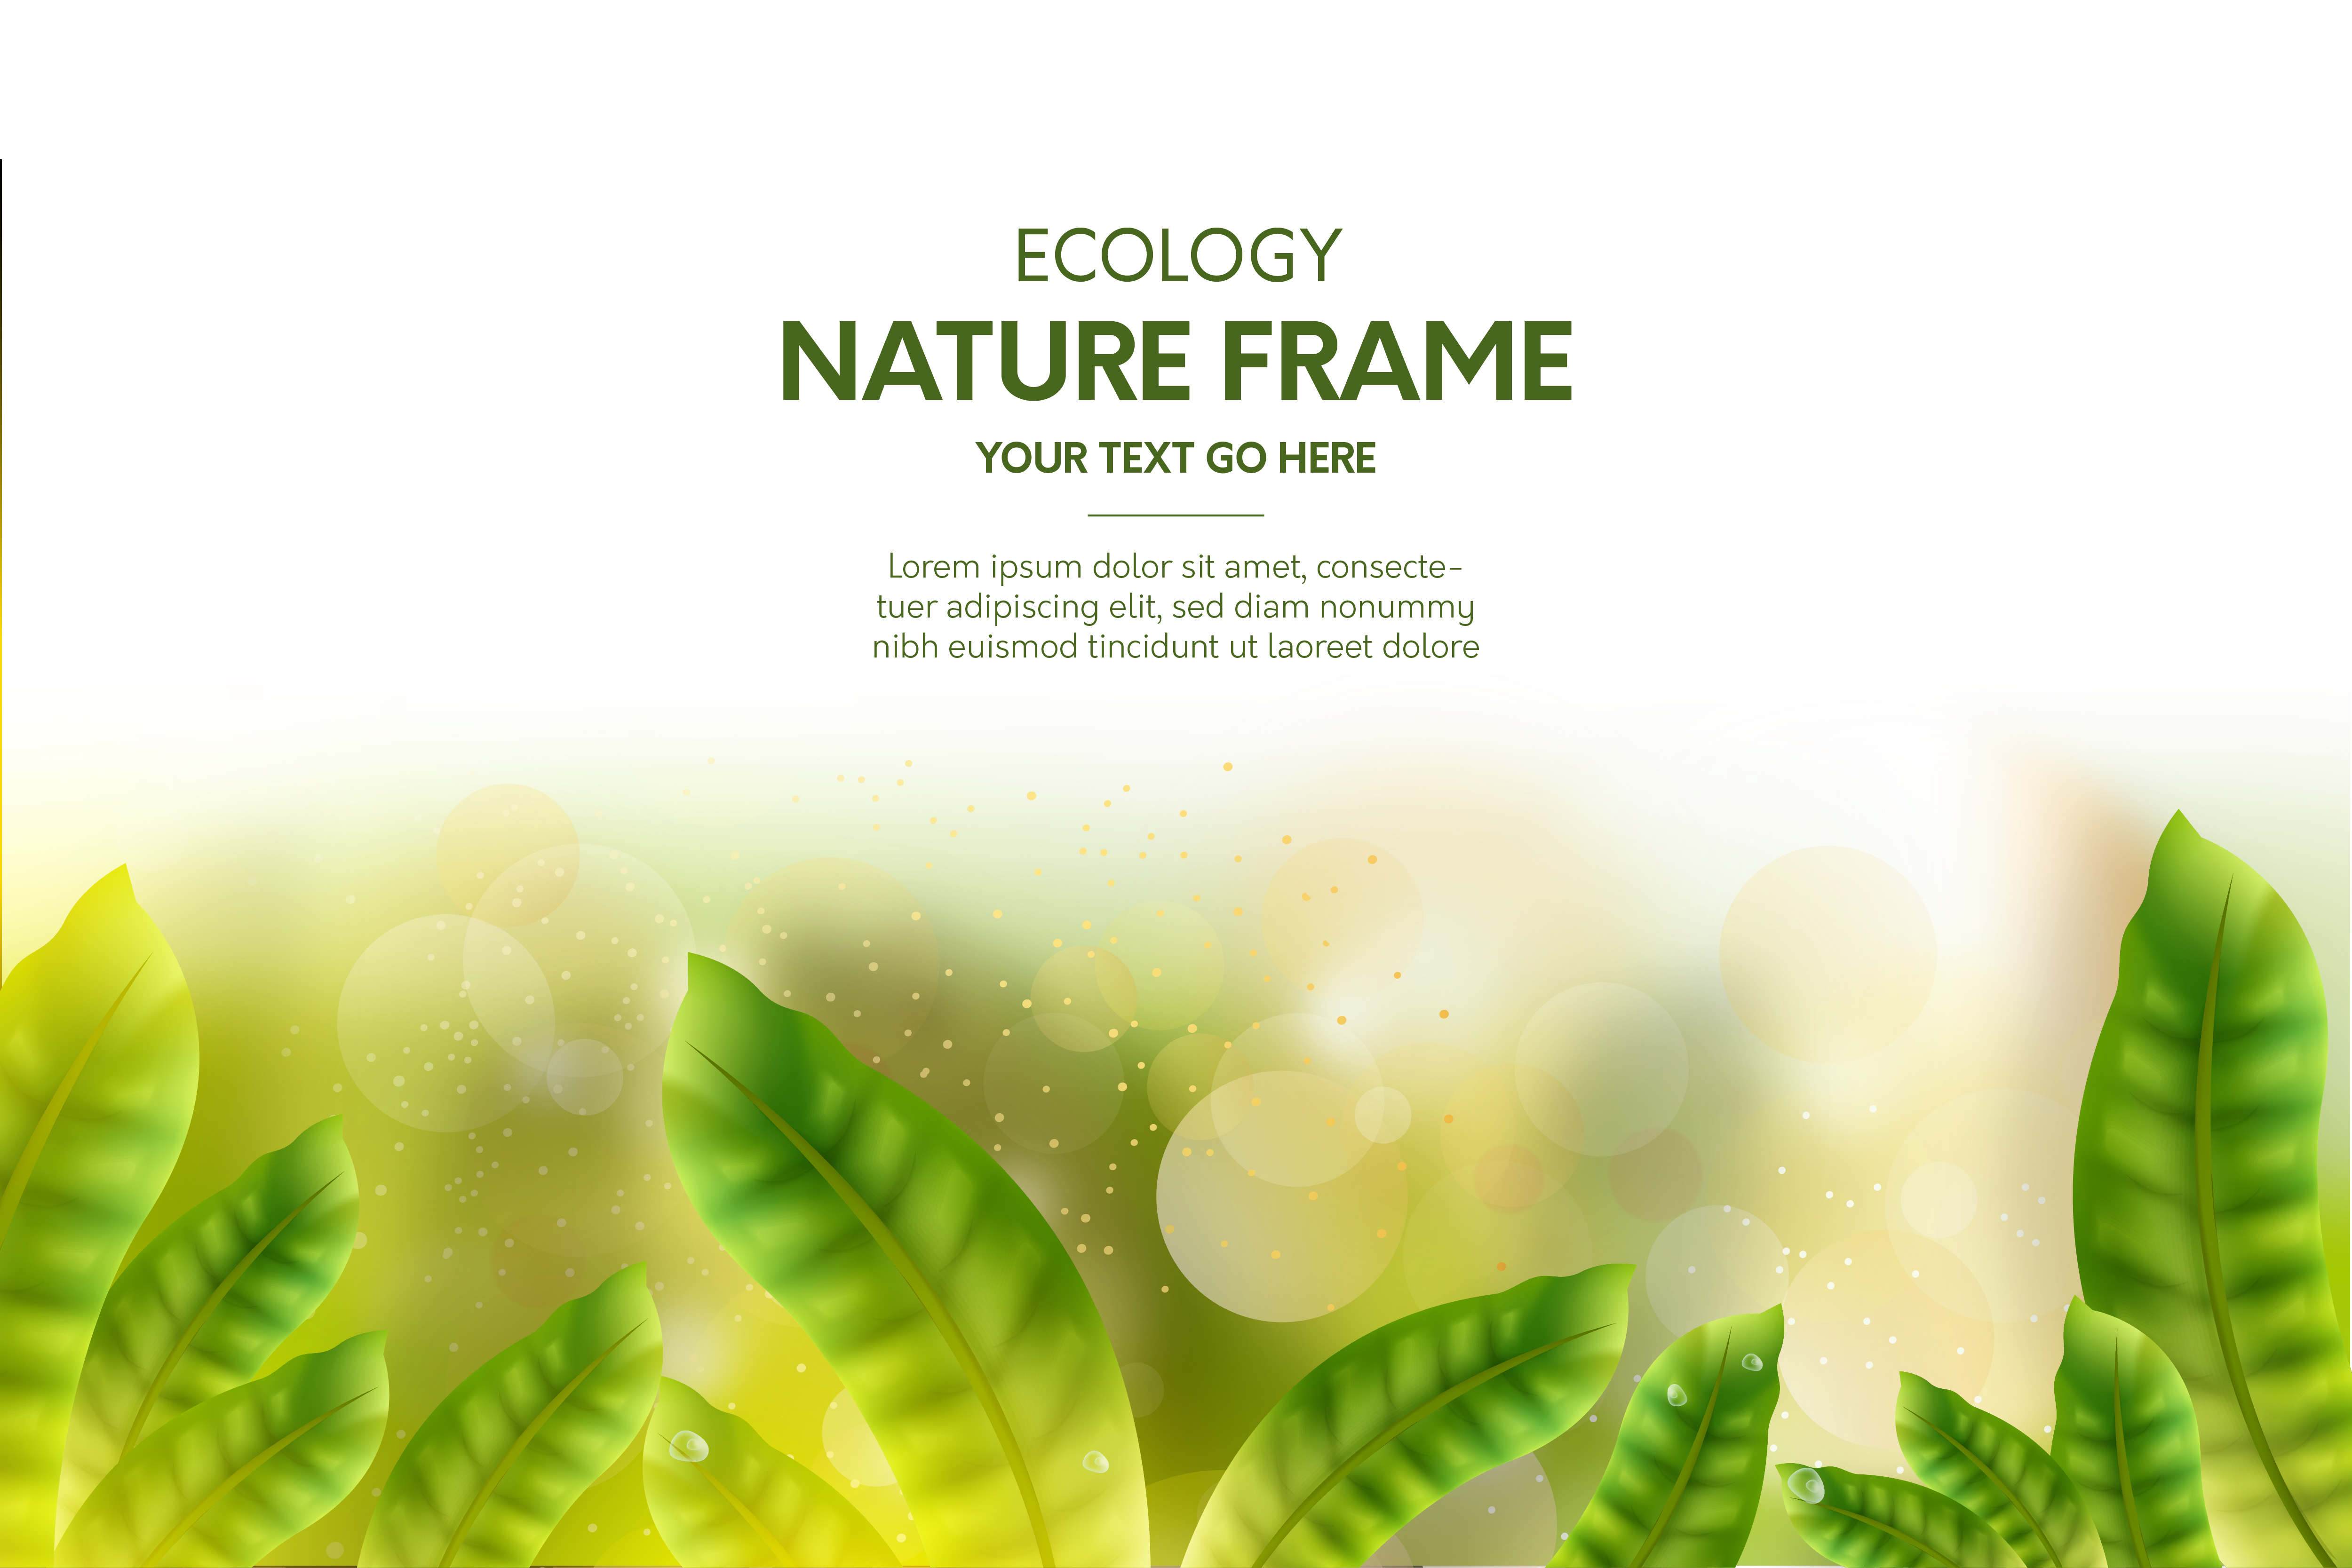 ECOLOGY
NATURE FRAME
YOUR TEXT GO HERE
Lorem ipsum dolor sit amet, consecte-
tuer adipiscing elit, sed diam nonummy
nibh euismod tincidunt ut laoreet dolore